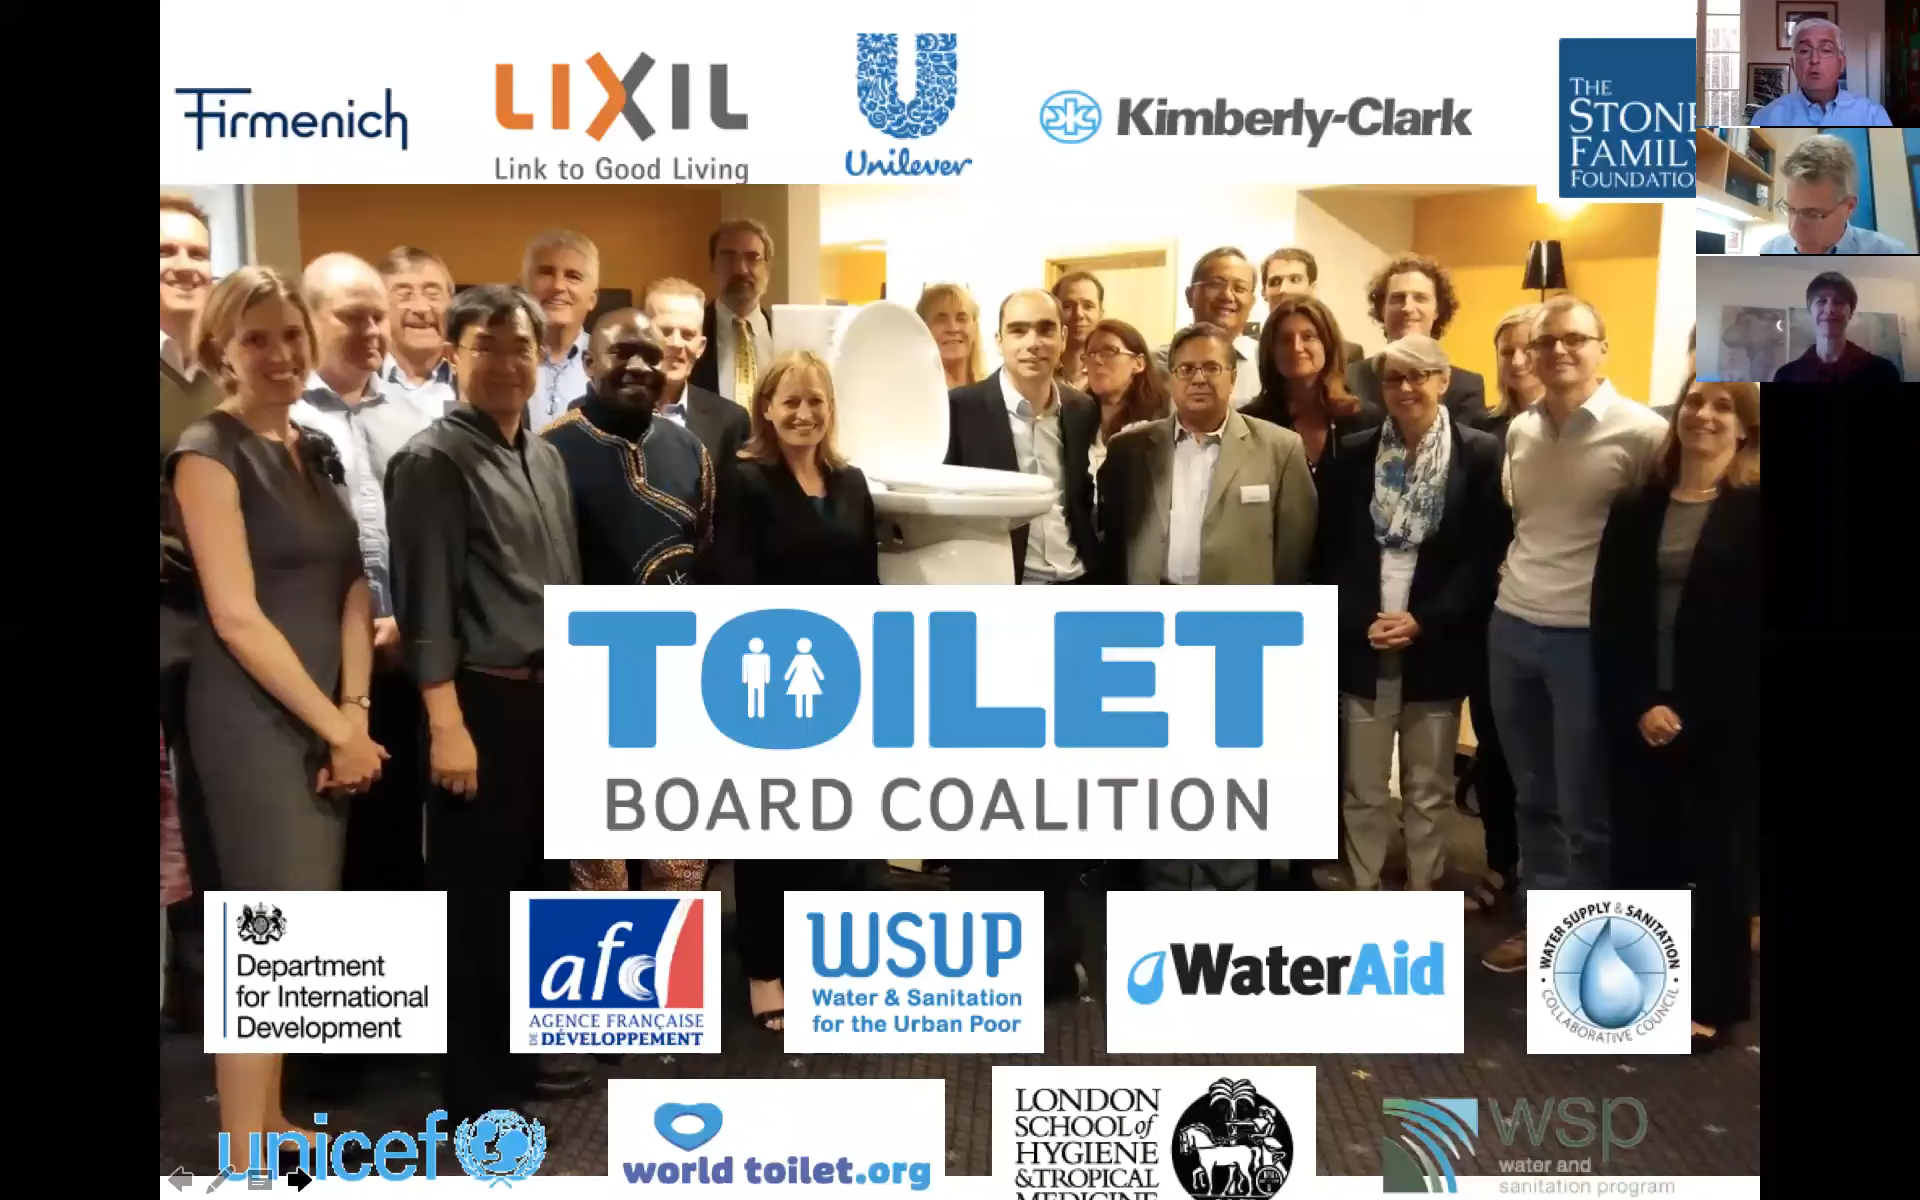 Firmenich
LIXIL
Link to Good Living
Unilever
Kimberly-Clark
THE
STONE
FAMILY
FOUNDATIO
TOILET
BOARD COALITION
Department
for International
Development
afd
AGENCE FRANÇAISE
DE DÉVELOPPEMENT
WSUP
Water & Sanitation
for the Urban Poor
WaterAid
WATER SUPPLY & SANITATION
COLLABORATIVE COUNCIL
unicef
world toilet.org
LONDON
SCHOOL of
HYGIENE
& TROPICAL
MEDICINE
wsp
water and
sanitation program